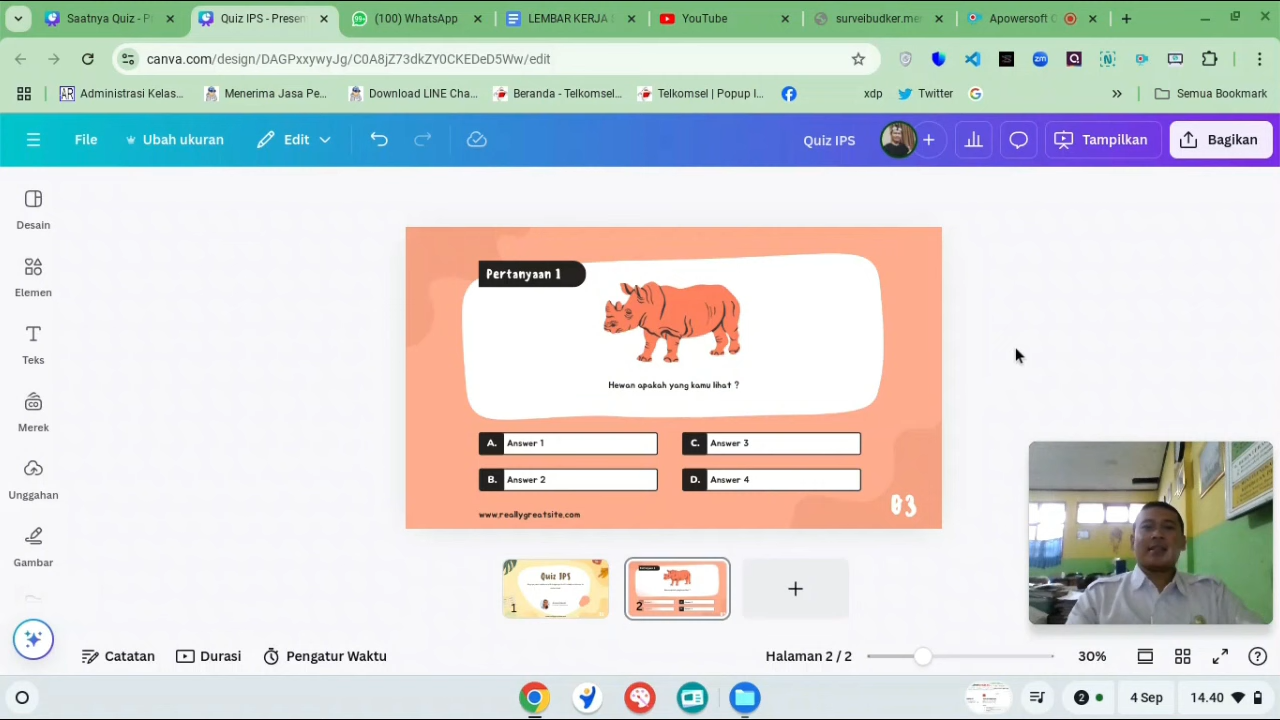 Saatnya Quiz - P
Quiz IPS - Presen
99+
(100) WhatsApp
LEMBAR KERJA
YouTube
surveibudker.me
Apowersoft
canva.com/design/DAGPxxywyJg/C0A8jZ73dkZY0CKEDeD5Ww/edit
Administrasi Kelas...
Menerima Jasa Pe...
Download LINE Cha...
Beranda - Telkomsel...
Telkomsel | Popup I...
xdp
Twitter
»
Semua Bookmark
File
Ubah ukuran
Edit
Quiz IPS
Tampilkan
Bagikan
Desain
Elemen
Teks
Merek
Unggahan
Gambar
Pertanyaan 1
Hewan apakah yang kamu lihat ?
A. Answer 1
C. Answer 3
B. Answer 2
D. Answer 4
www.reallygreatsite.com
03
Quiz IPS
1
2
Catatan
Durasi
Pengatur Waktu
Halaman 2 / 2
30%
2
4 Sep
14.40